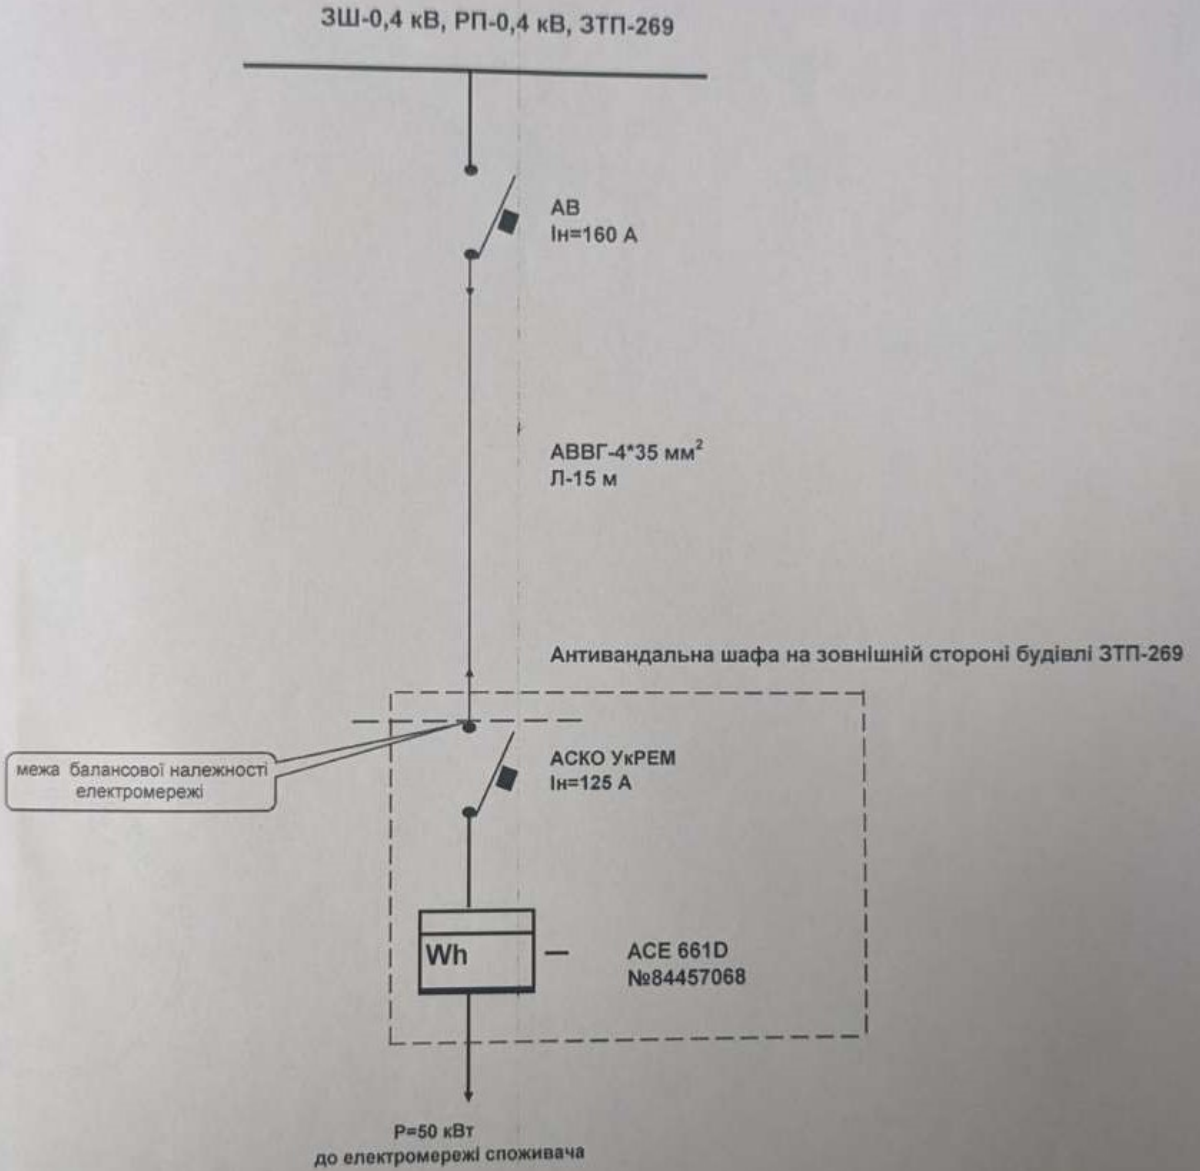 ЗШ-0,4 кВ, РП-0,4 кВ, ЗТП-269
АВ
Ін=160 А
АВВГ-4*35 мм²
Л-15 м
Антивандальна шафа на зовнішній стороні будівлі ЗТП-269
межа балансової належності
електромережі
АСКО УкРЕМ
Ін=125 А
Wh
ACE 661D
№84457068
Р=50 кВт
до електромережі споживача